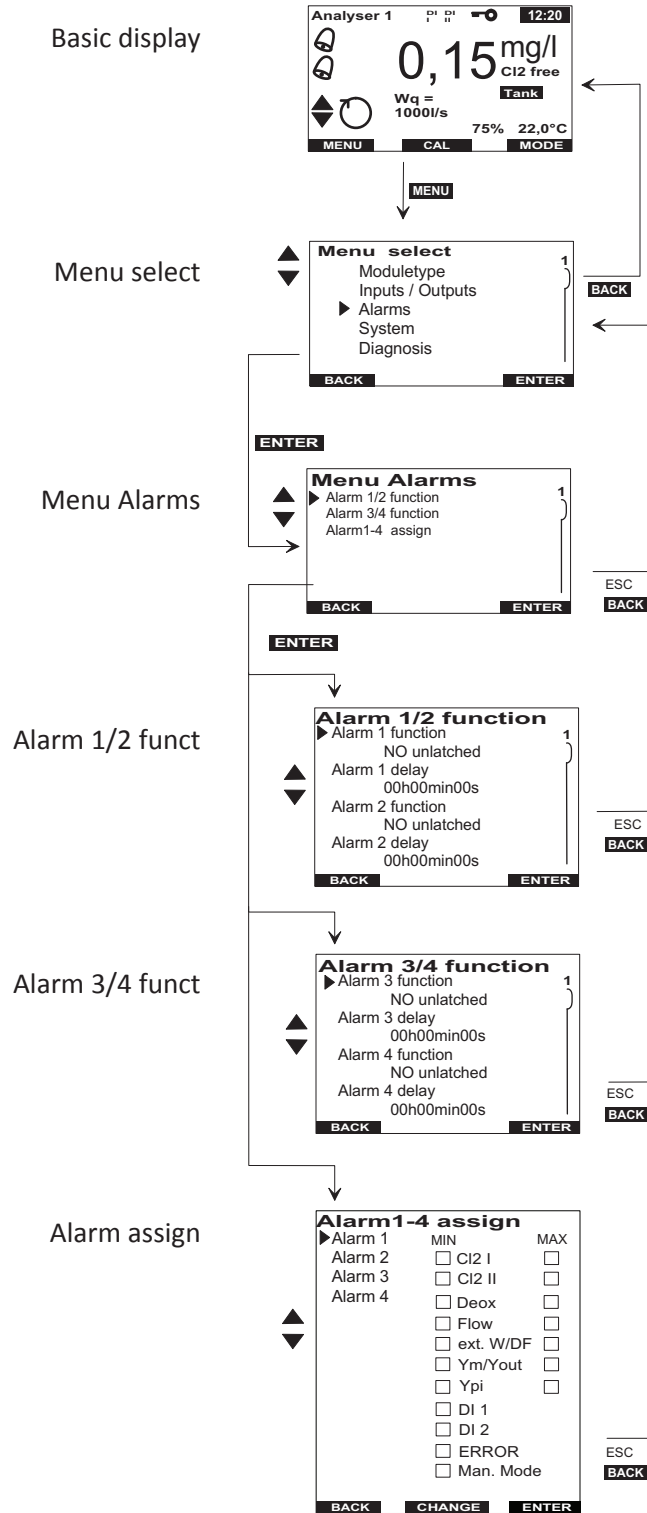 Basic display
Analyser 1 DI I DI II 12:20
0,15 mg/l
Cl2 free
Tank
Wq =
1000l/s
75% 22,0°C
MENU CAL MODE
MENU
Menu select
Menu select
1
Moduletype
Inputs / Outputs
Alarms
System
Diagnosis
BACK ENTER
BACK
ENTER
Menu Alarms
Menu Alarms
1
Alarm 1/2 function
Alarm 3/4 function
Alarm1-4 assign
BACK ENTER
ESC
BACK
ENTER
Alarm 1/2 funct
Alarm 1/2 function
Alarm 1 function 1
NO unlatched
Alarm 1 delay
00h00min00s
Alarm 2 function
NO unlatched
Alarm 2 delay
00h00min00s
BACK ENTER
ESC
BACK
Alarm 3/4 funct
Alarm 3/4 function
Alarm 3 function 1
NO unlatched
Alarm 3 delay
00h00min00s
Alarm 4 function
NO unlatched
Alarm 4 delay
00h00min00s
BACK ENTER
ESC
BACK
Alarm assign
Alarm1-4 assign
Alarm 1 MIN MAX
Alarm 2 Cl2 I
Alarm 3 Cl2 II
Alarm 4 Deox
Flow
ext. W/DF
Ym/Yout
Ypi
DI 1
DI 2
ERROR
Man. Mode
BACK CHANGE ENTER
ESC
BACK